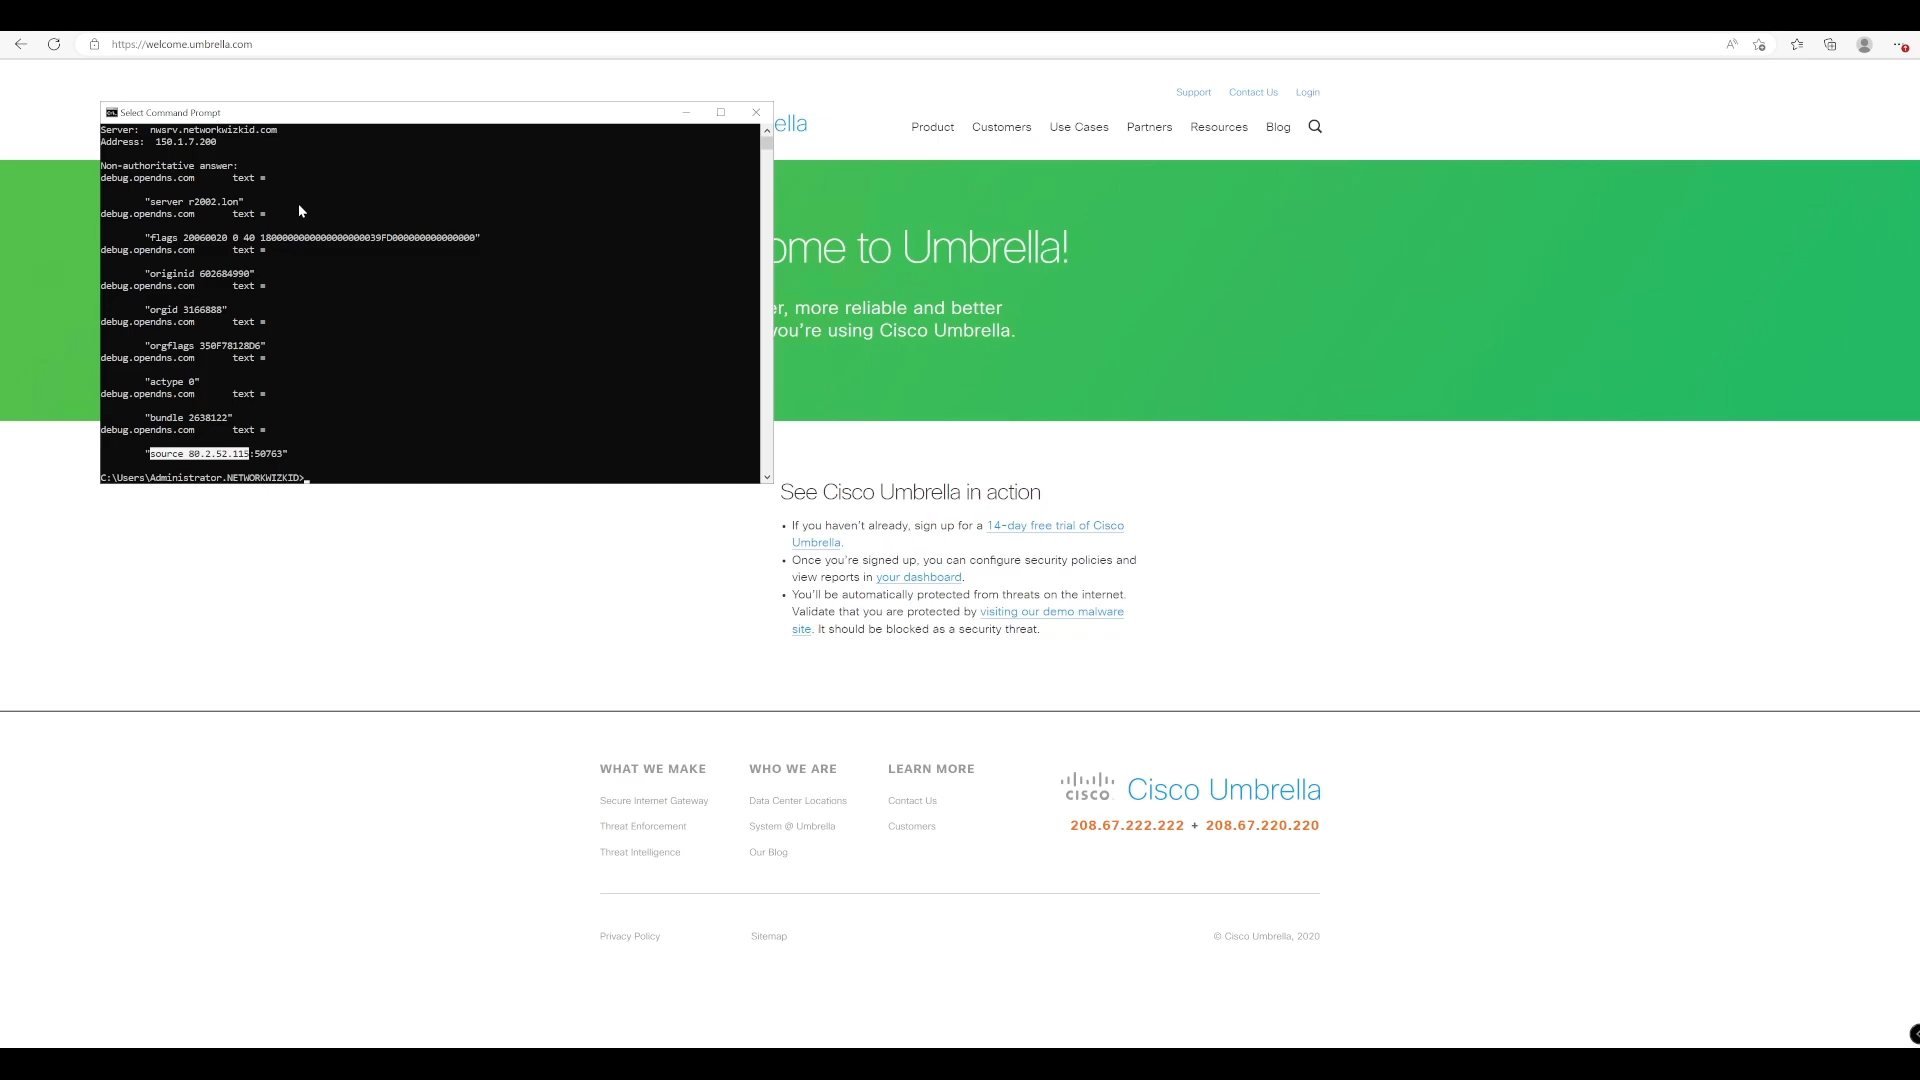 https://welcome.umbrella.com
Support Contact Us Login
Select Command Prompt
ella
Product Customers Use Cases Partners Resources Blog
Server:  nwsrv.networkwizkid.com
Address:  150.1.7.200
Non-authoritative answer:
debug.opendns.com text =
"server r2002.lon"
debug.opendns.com text =
"flags 20060020 0 40 1800000000000000000039FD000000000000000"
debug.opendns.com text =
"originid 602684990"
debug.opendns.com text =
"orgid 3166888"
debug.opendns.com text =
"orgflags 350F78128D6"
debug.opendns.com text =
"actype 0"
debug.opendns.com text =
"bundle 2638122"
debug.opendns.com text =
"source 80.2.52.115:50763"
C:\Users\Administrator.NETWORKWIZKID>
ome to Umbrella!
er, more reliable and better
you're using Cisco Umbrella.
See Cisco Umbrella in action
• If you haven't already, sign up for a 14-day free trial of Cisco
Umbrella.
• Once you're signed up, you can configure security policies and
view reports in your dashboard.
• You'll be automatically protected from threats on the internet.
Validate that you are protected by visiting our demo malware
site. It should be blocked as a security threat.
WHAT WE MAKE
Secure Internet Gateway
Threat Enforcement
Threat Intelligence
WHO WE ARE
Data Center Locations
System @ Umbrella
Our Blog
LEARN MORE
Contact Us
Customers
CISCO Cisco Umbrella
208.67.222.222 + 208.67.220.220
Privacy Policy Sitemap © Cisco Umbrella, 2020